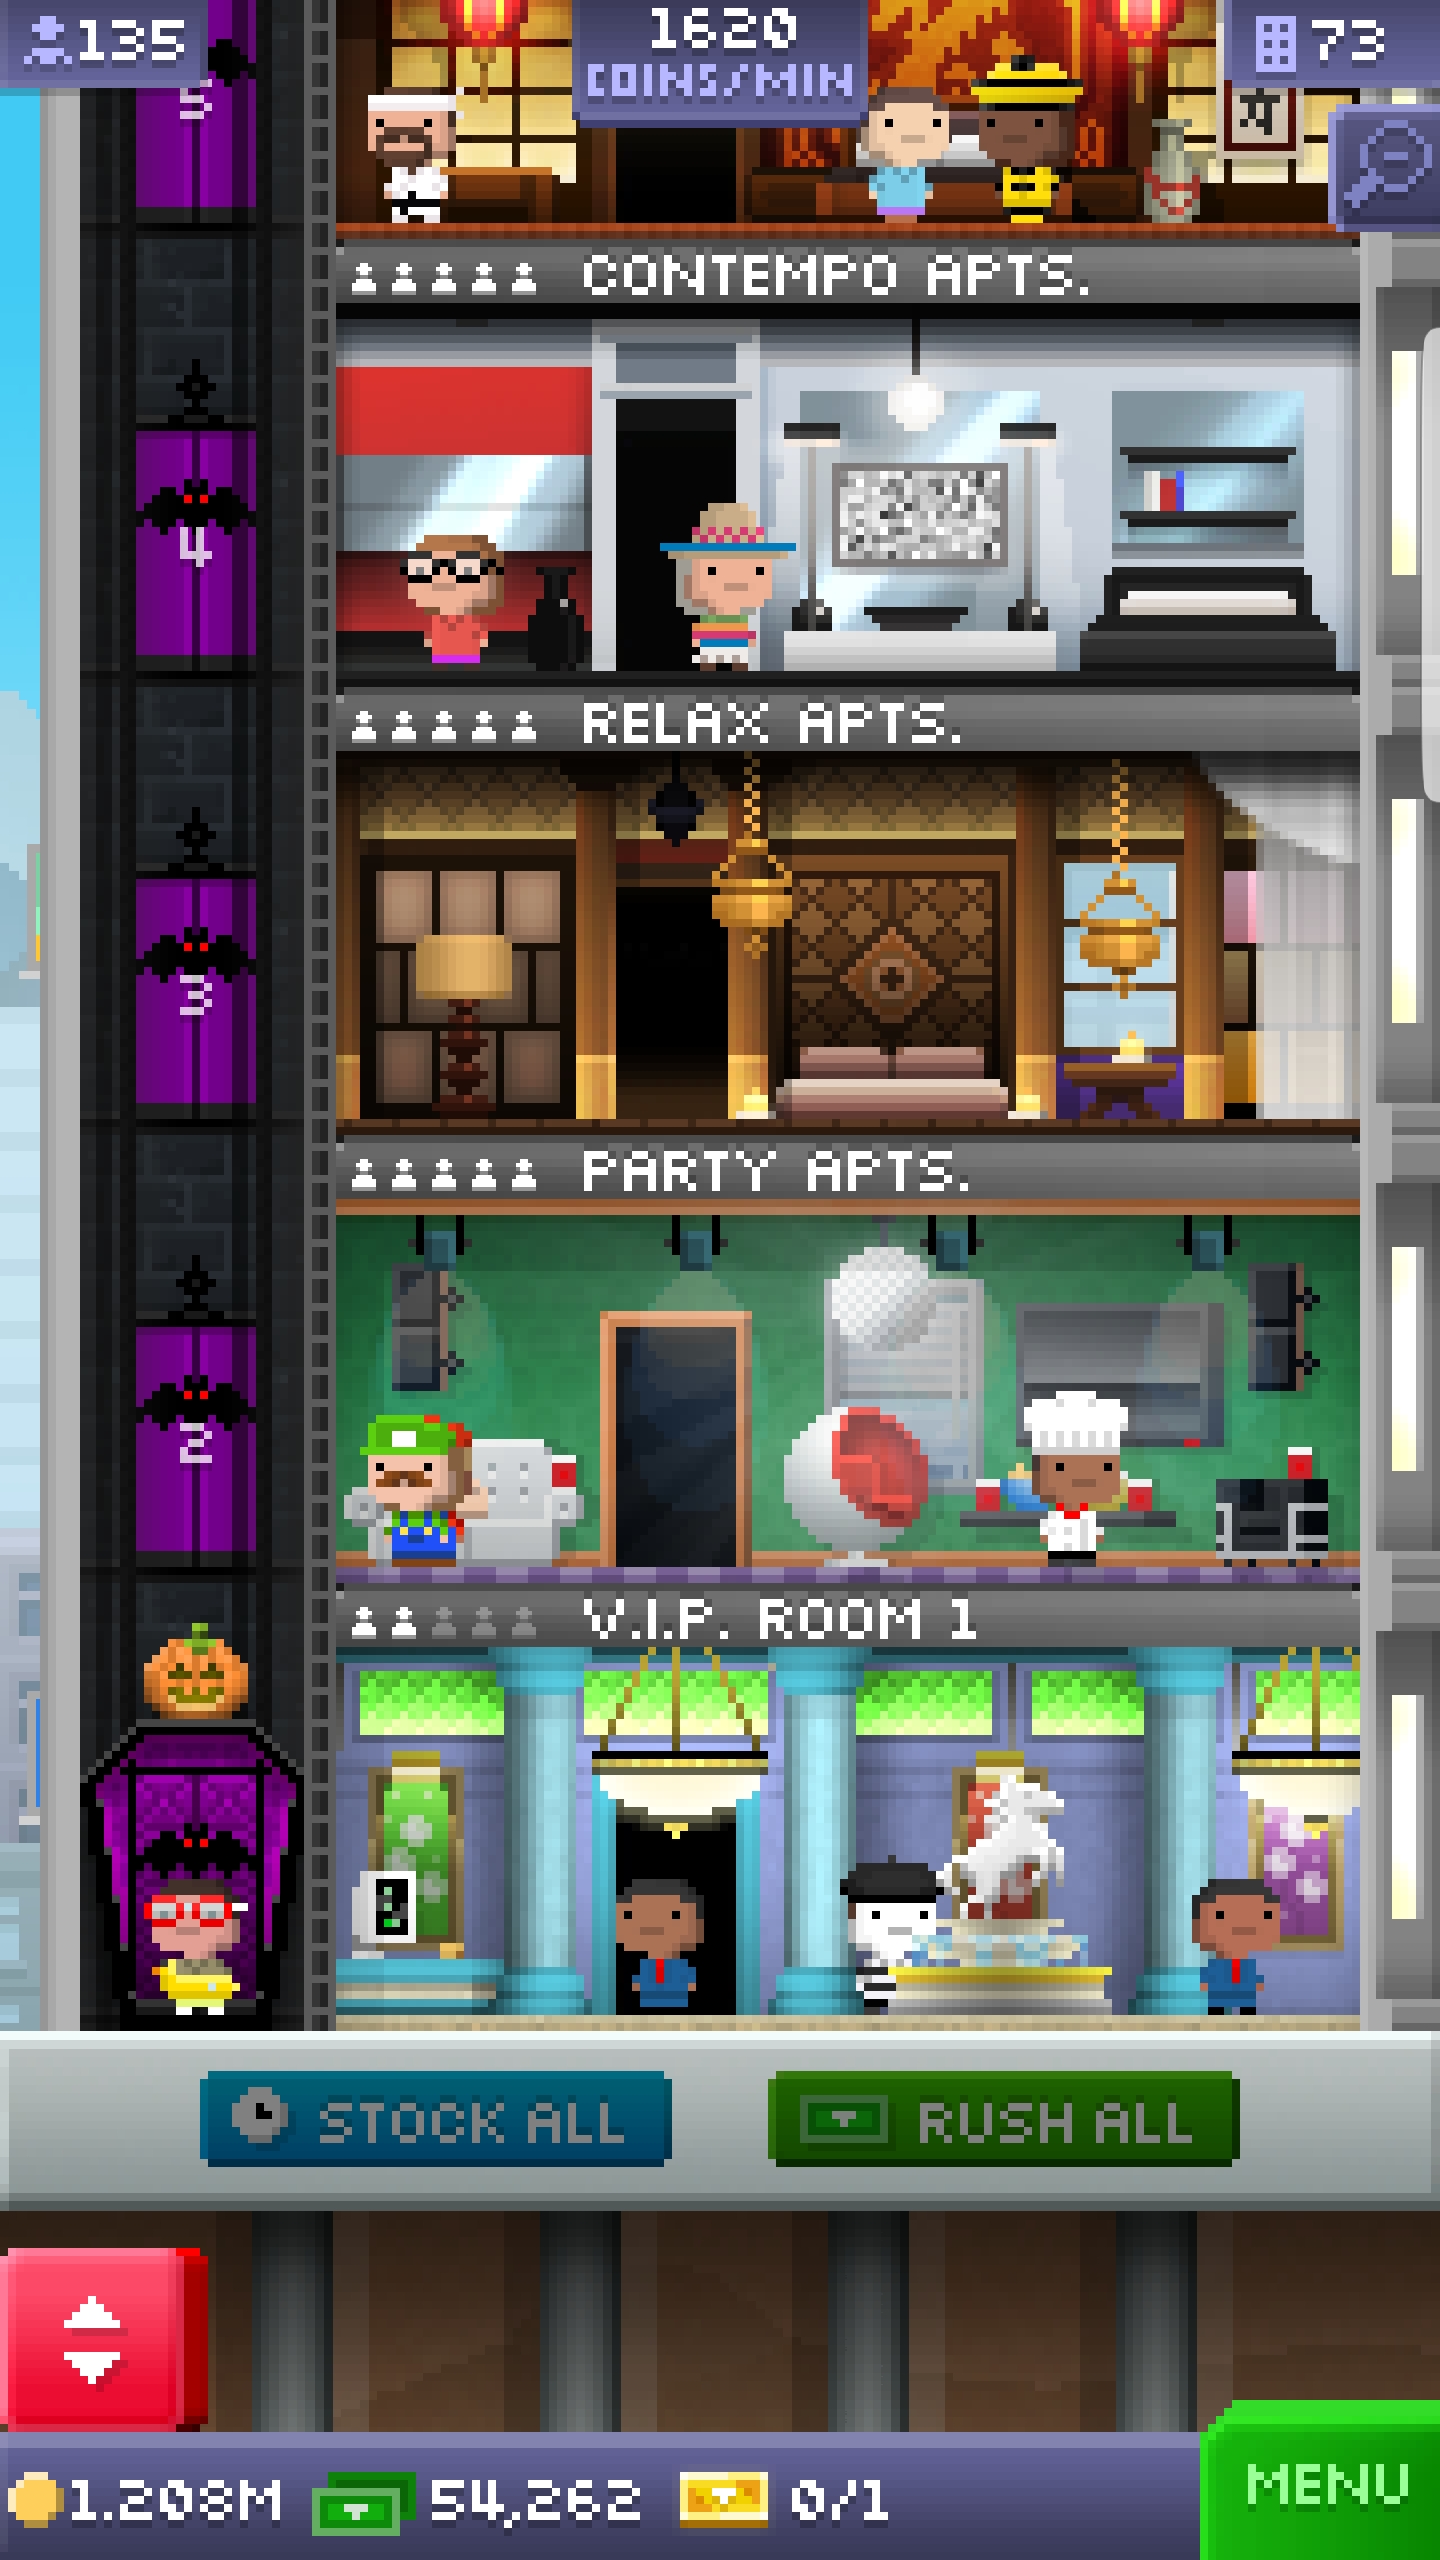 135
1620
COINS/MIN
73
5
CONTEMPO APTS.
4
RELAX APTS.
3
PARTY APTS.
2
V.I.P. ROOM 1
STOCK ALL
RUSH ALL
1.208M
54,262
0/1
MENU